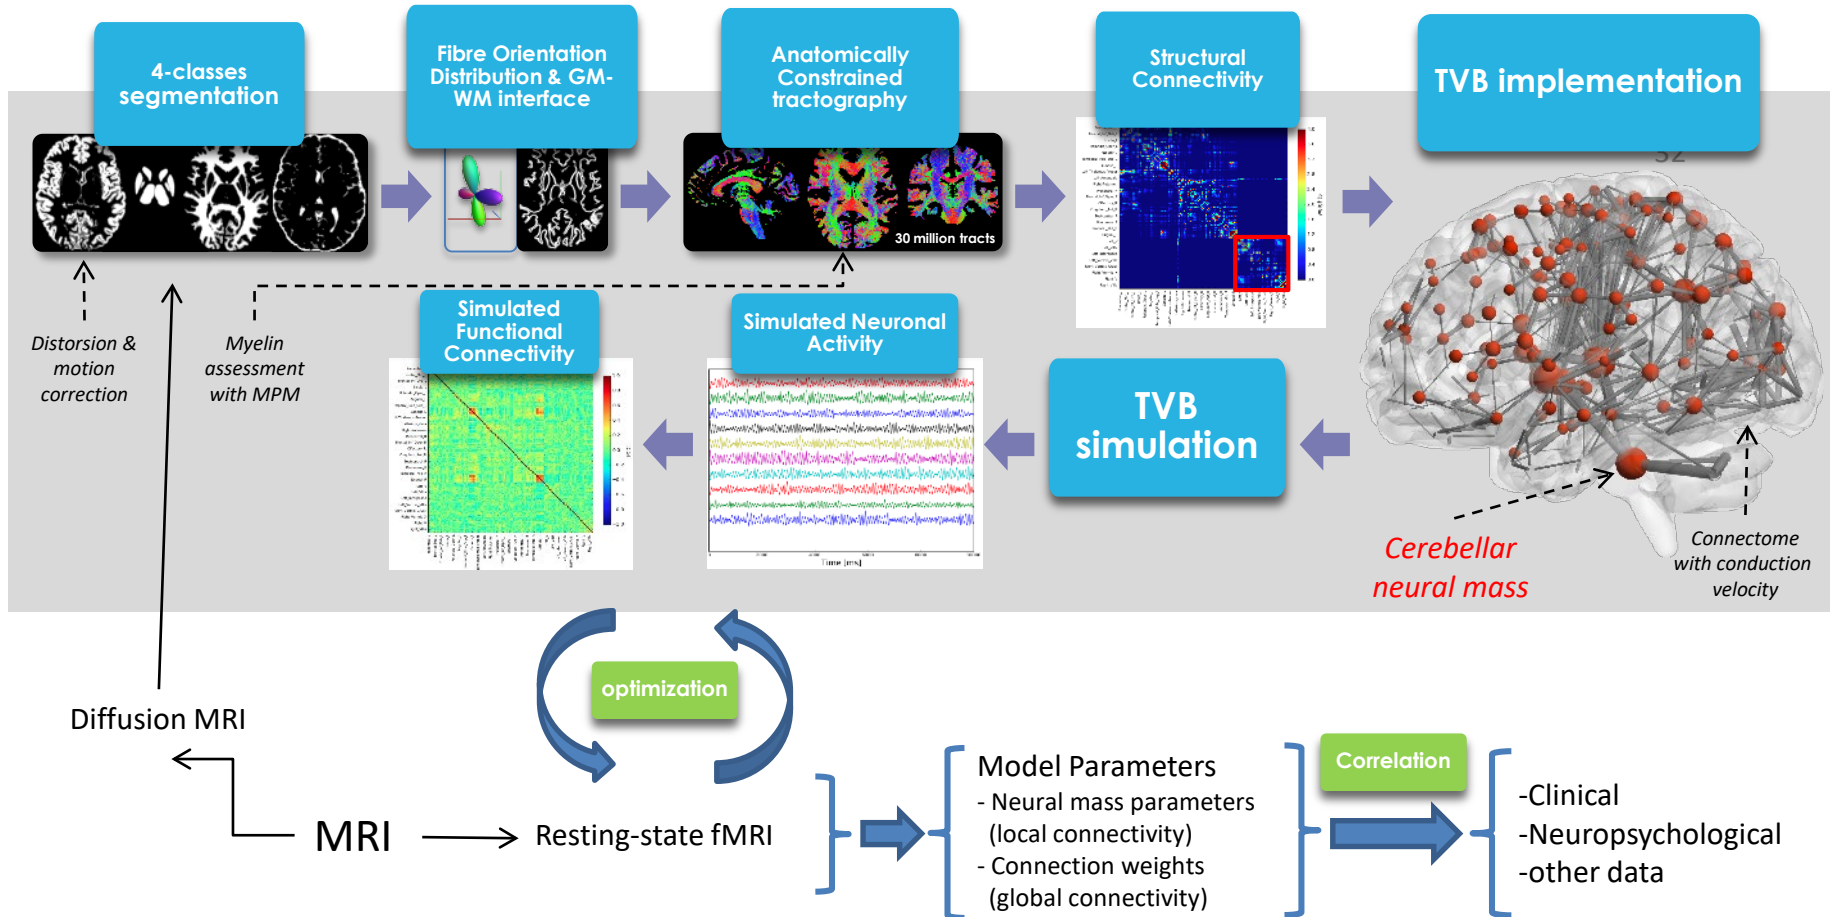 4-classes
segmentation
Fibre Orientation
Distribution & GM-
WM interface
Anatomically
Constrained
tractography
Structural
Connectivity
TVB implementation
30 million tracts
Distorsion &
motion
correction
Myelin
assessment
with MPM
Simulated
Functional
Connectivity
Simulated Neuronal
Activity
Time [ms]
TVB
simulation
Cerebellar
neural mass
Connectome
with conduction
velocity
optimization
Diffusion MRI
MRI
Resting-state fMRI
Model Parameters
- Neural mass parameters
(local connectivity)
- Connection weights
(global connectivity)
Correlation
-Clinical
-Neuropsychological
-other data